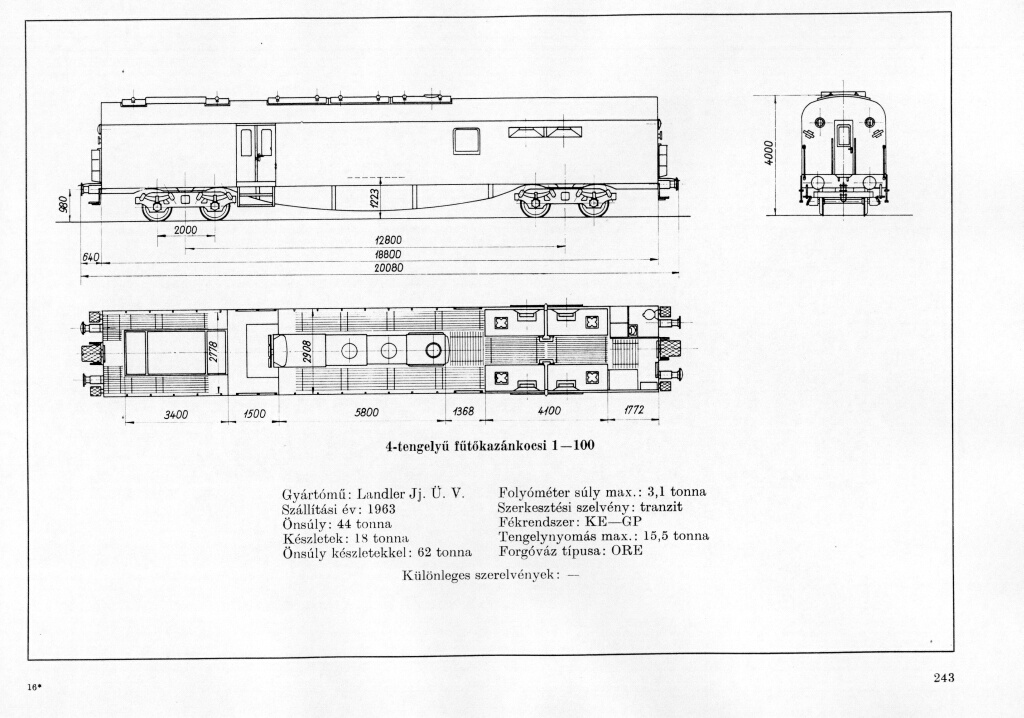 4000
980
1223
2000
12800
640
18800
20080
2778
2908
3400
1500
5800
1368
4100
1772
4-tengelyű fűtőkazánkocsi 1—100
Gyártómű: Landler Jj. Ü. V.
Szállítási év: 1963
Önsúly: 44 tonna
Készletek: 18 tonna
Önsúly készletekkel: 62 tonna
Folyóméter súly max.: 3,1 tonna
Szerkesztési szelvény: tranzit
Fékrendszer: KE—GP
Tengelynyomás max.: 15,5 tonna
Forgóváz típusa: ORE
Különleges szerelvények: —
16*
243